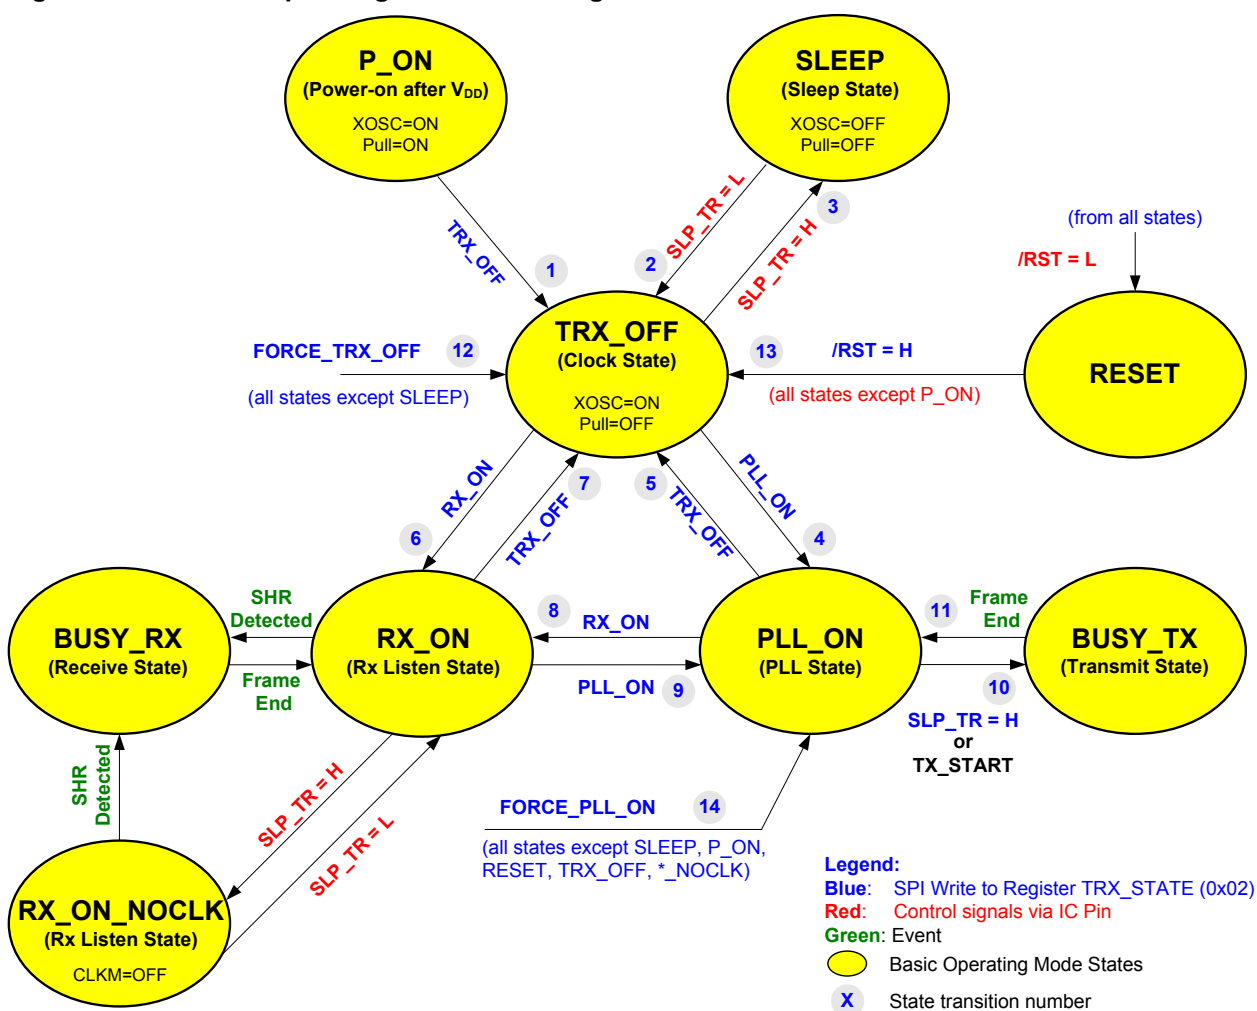 P_ON
(Power-on after VDD)
XOSC=ON
Pull=ON
SLEEP
(Sleep State)
XOSC=OFF
Pull=OFF
TRX_OFF
1
2
SLP_TR = L
SLP_TR = H
3
(from all states)
/RST = L
TRX_OFF
(Clock State)
XOSC=ON
Pull=OFF
FORCE_TRX_OFF
12
(all states except SLEEP)
13
/RST = H
(all states except P_ON)
RESET
RX_ON
6
7
TRX_OFF
5
TRX_OFF
PLL_ON
4
BUSY_RX
(Receive State)
SHR
Detected
Frame
End
RX_ON
(Rx Listen State)
8
RX_ON
PLL_ON
9
PLL_ON
(PLL State)
11
Frame
End
10
SLP_TR = H
or
TX_START
BUSY_TX
(Transmit State)
SHR
Detected
SLP_TR = H
SLP_TR = L
FORCE_PLL_ON
14
(all states except SLEEP, P_ON,
RESET, TRX_OFF, *_NOCLK)
RX_ON_NOCLK
(Rx Listen State)
CLKM=OFF
Legend:
Blue: SPI Write to Register TRX_STATE (0x02)
Red: Control signals via IC Pin
Green: Event
Basic Operating Mode States
X State transition number